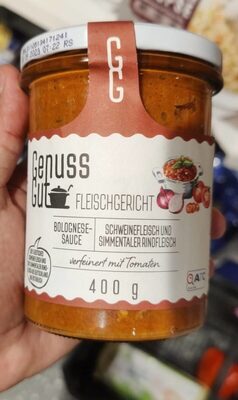 GG
Genuss
Gut
FLEISCHGERICHT
BOLOGNESE-
SAUCE
SCHWEINEFLEISCH UND
SIMMENTALER RINDFLEISCH
verfeinert mit Tomaten
400 g